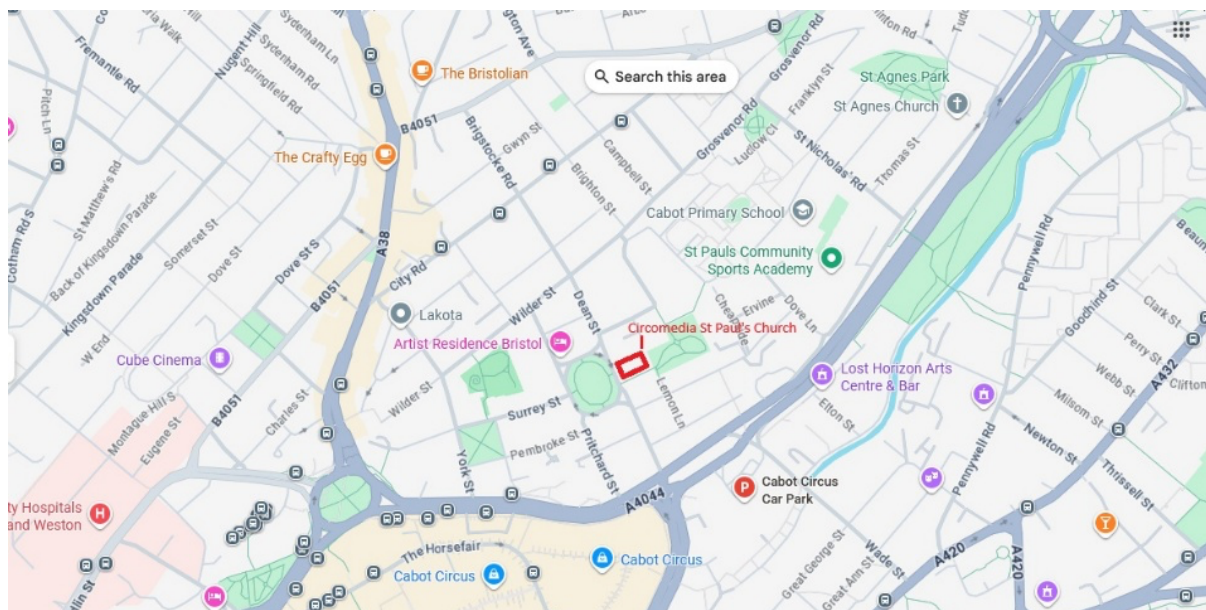 Fremantle Rd
Pitch Ln
Nugent Hill
Sydenham Ln
Sydenham Rd
Springfield Rd
The Bristolian
Search this area
Grosvenor Rd
Franklyn St
St Agnes Park
St Agnes Church
B4051
Brigstocke Rd
Gwyn St
The Crafty Egg
Campbell St
Grosvenor Rd
Ludlow Cl
St Nicholas' Rd
Thomas St
Cotham Rd S
St Matthew's Rd
Back of Kingsdown Parade
Kingsdown Parade
Somerset St
Dove St
Dove St S
A38
B4051
City Rd
Brighton St
Cabot Primary School
St Pauls Community
Sports Academy
Pennywell Rd
Goodhind St
Clark St
Perry St
Wilder St
Dean St
Ervine
Dove Ln
Cheapside
Lakota
Artist Residence Bristol
Circomedia St Paul's Church
W End
Cube Cinema
Lost Horizon Arts
Centre & Bar
A432
Webb St
Clifton
Milsom St
Montague Hill S
Eugene St
B4051
Charles St
Wilder St
Surrey St
Pembroke St
York St
Pritchard St
Lemon Ln
Elton St
Newton St
Thrissell St
Pennywell Rd
A4044
Cabot Circus
Car Park
ty Hospitals
and Weston
The Horsefair
Cabot Circus
Cabot Circus
Great George St
Great Ann St
Wade St
A420
A420
llin St